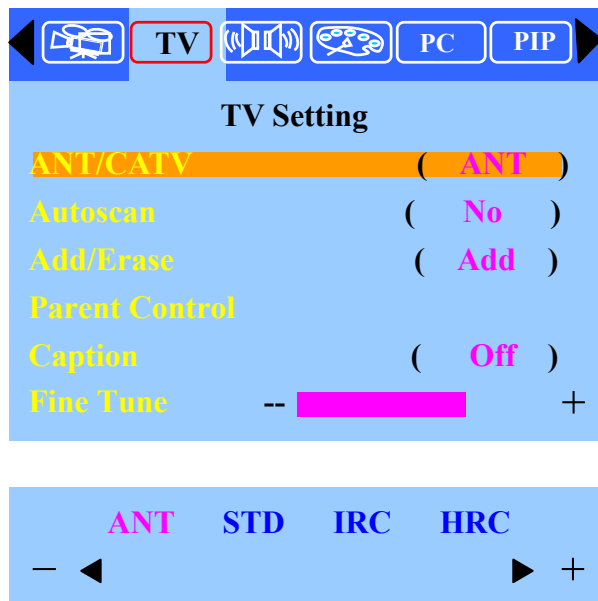 TV PC PIP
TV Setting
ANT/CATV ( ANT )
Autoscan ( No )
Add/Erase ( Add )
Parent Control
Caption ( Off )
Fine Tune -- +
ANT STD IRC HRC
− +